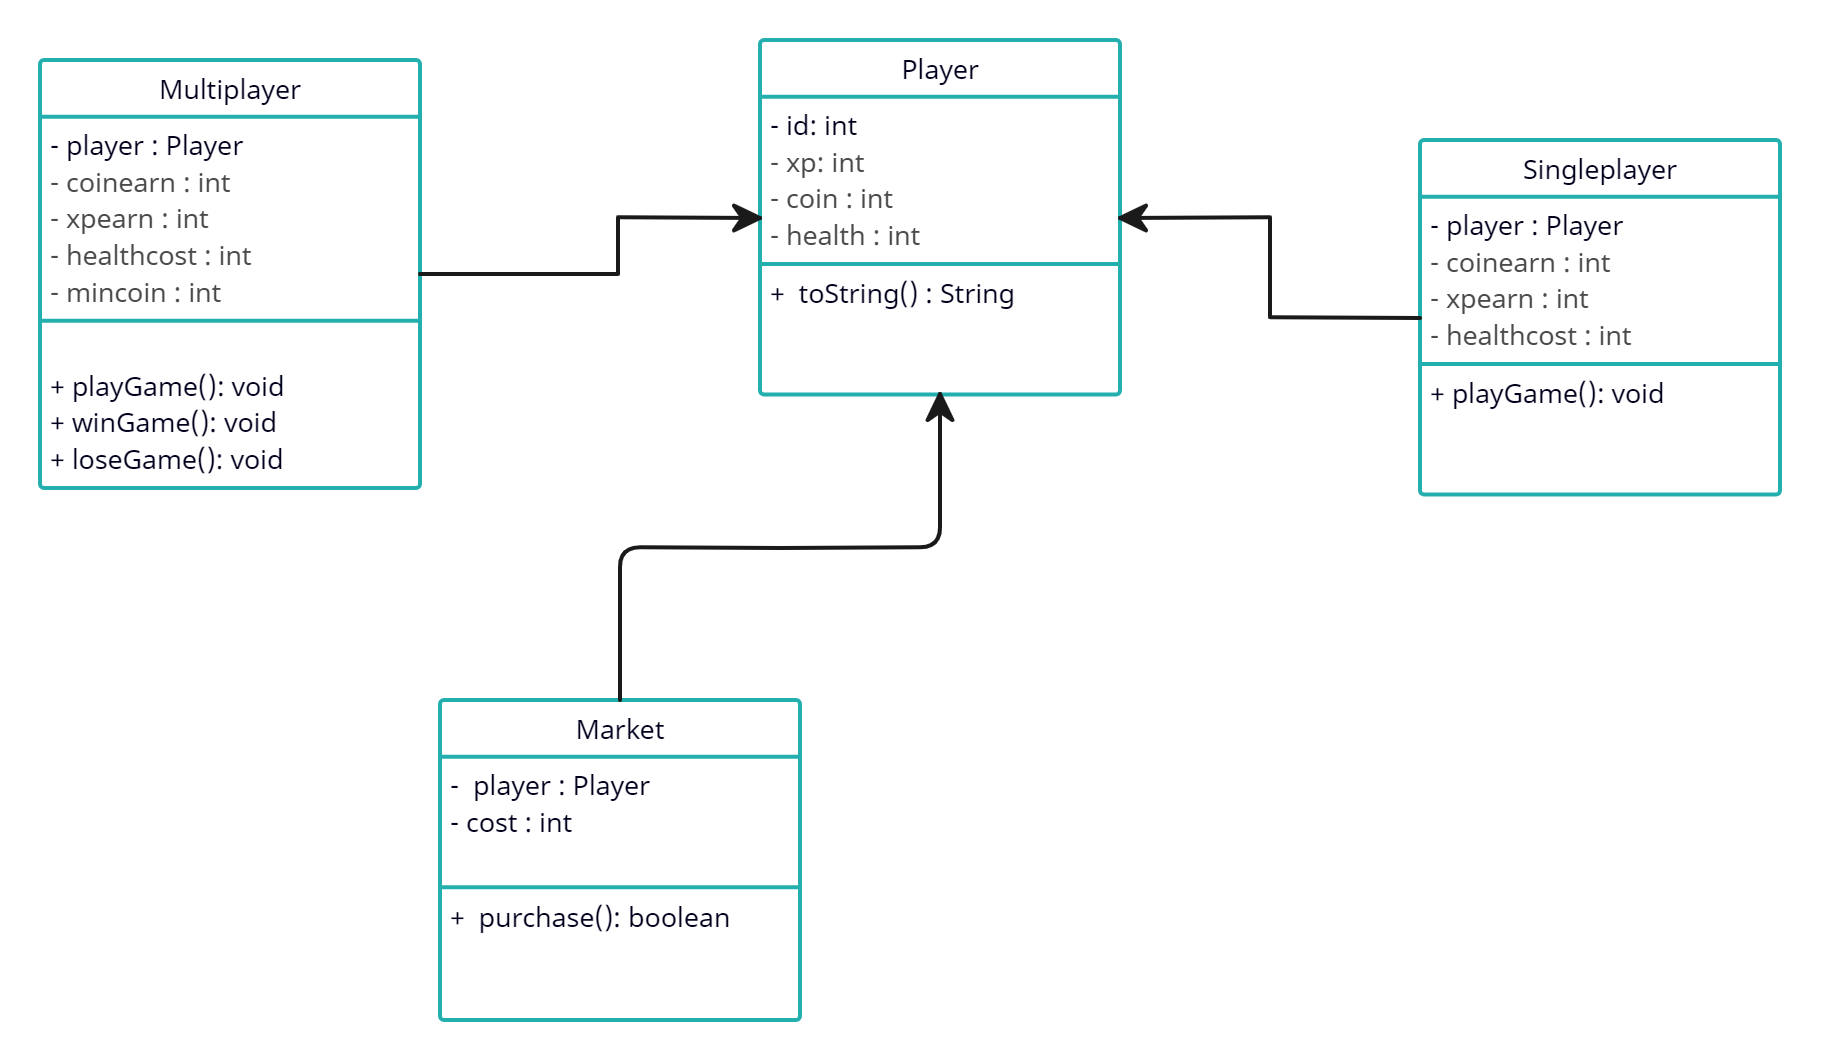 Multiplayer
- player : Player
- coinearn : int
- xpearn : int
- healthcost : int
- mincoin : int
+ playGame(): void
+ winGame(): void
+ loseGame(): void
Player
- id: int
- xp: int
- coin : int
- health : int
+  toString() : String
Singleplayer
- player : Player
- coinearn : int
- xpearn : int
- healthcost : int
+ playGame(): void
Market
-  player : Player
- cost : int
+  purchase(): boolean